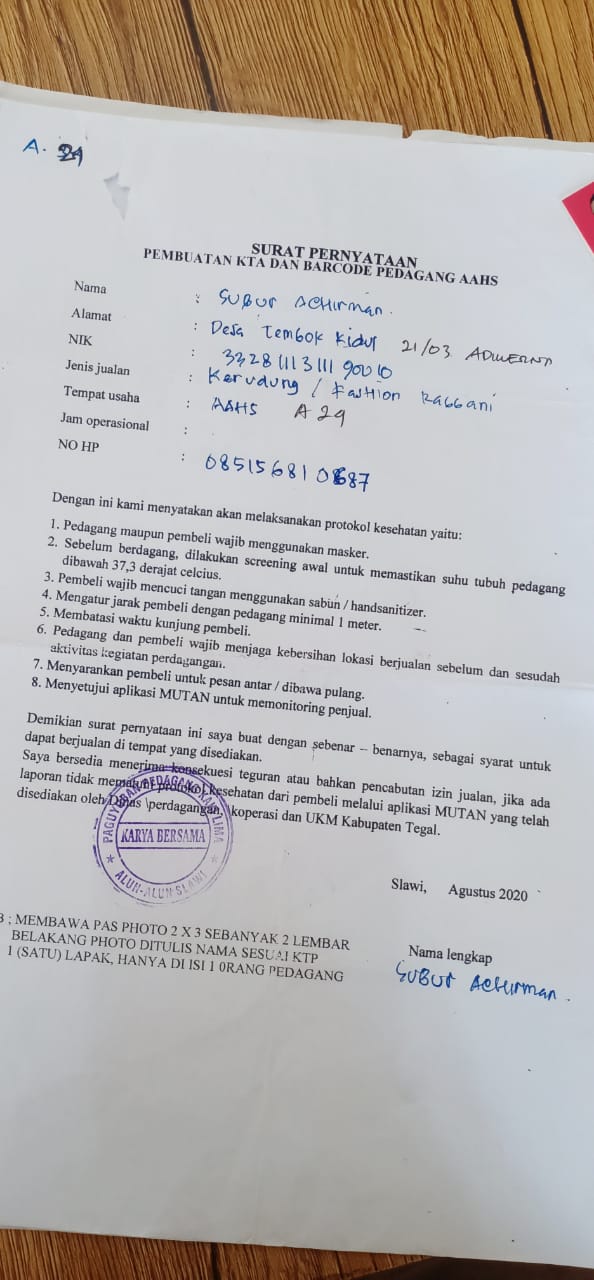 A. 29
SURAT PERNYATAAN
PEMBUATAN KTA DAN BARCODE PEDAGANG AAHS
Nama : SUBUR ACHIRMAN.
Alamat : Desa Tembok Kidul 21/03 ADIWERNA
NIK : 3328111311190010
Jenis jualan : Kerudung / Fashion Rabbani
Tempat usaha : AAHS A 29
Jam operasional :
NO HP : 085156810687
Dengan ini kami menyatakan akan melaksanakan protokol kesehatan yaitu:
1. Pedagang maupun pembeli wajib menggunakan masker.
2. Sebelum berdagang, dilakukan screening awal untuk memastikan suhu tubuh pedagang
dibawah 37,3 derajat celcius.
3. Pembeli wajib mencuci tangan menggunakan sabun / handsanitizer.
4. Mengatur jarak pembeli dengan pedagang minimal 1 meter.
5. Membatasi waktu kunjung pembeli.
6. Pedagang dan pembeli wajib menjaga kebersihan lokasi berjualan sebelum dan sesudah
aktivitas kegiatan perdagangan.
7. Menyarankan pembeli untuk pesan antar / dibawa pulang.
8. Menyetujui aplikasi MUTAN untuk memonitoring penjual.
Demikian surat pernyataan ini saya buat dengan sebenar – benarnya, sebagai syarat untuk
dapat berjualan di tempat yang disediakan.
Saya bersedia menerima konsekuesi teguran atau bahkan pencabutan izin jualan, jika ada
laporan tidak mematuhi protokol kesehatan dari pembeli melalui aplikasi MUTAN yang telah
disediakan oleh Dinas \perdagangan, koperasi dan UKM Kabupaten Tegal.
PAGUYUBAN PEDAGANG KAKI LIMA
KARYA BERSAMA
ALUN-ALUN SLAWI
Slawi, Agustus 2020
B ; MEMBAWA PAS PHOTO 2 X 3 SEBANYAK 2 LEMBAR
BELAKANG PHOTO DITULIS NAMA SESUAI KTP
1 (SATU) LAPAK, HANYA DI ISI 1 0RANG PEDAGANG
Nama lengkap
SUBUR ACHIRMAN.